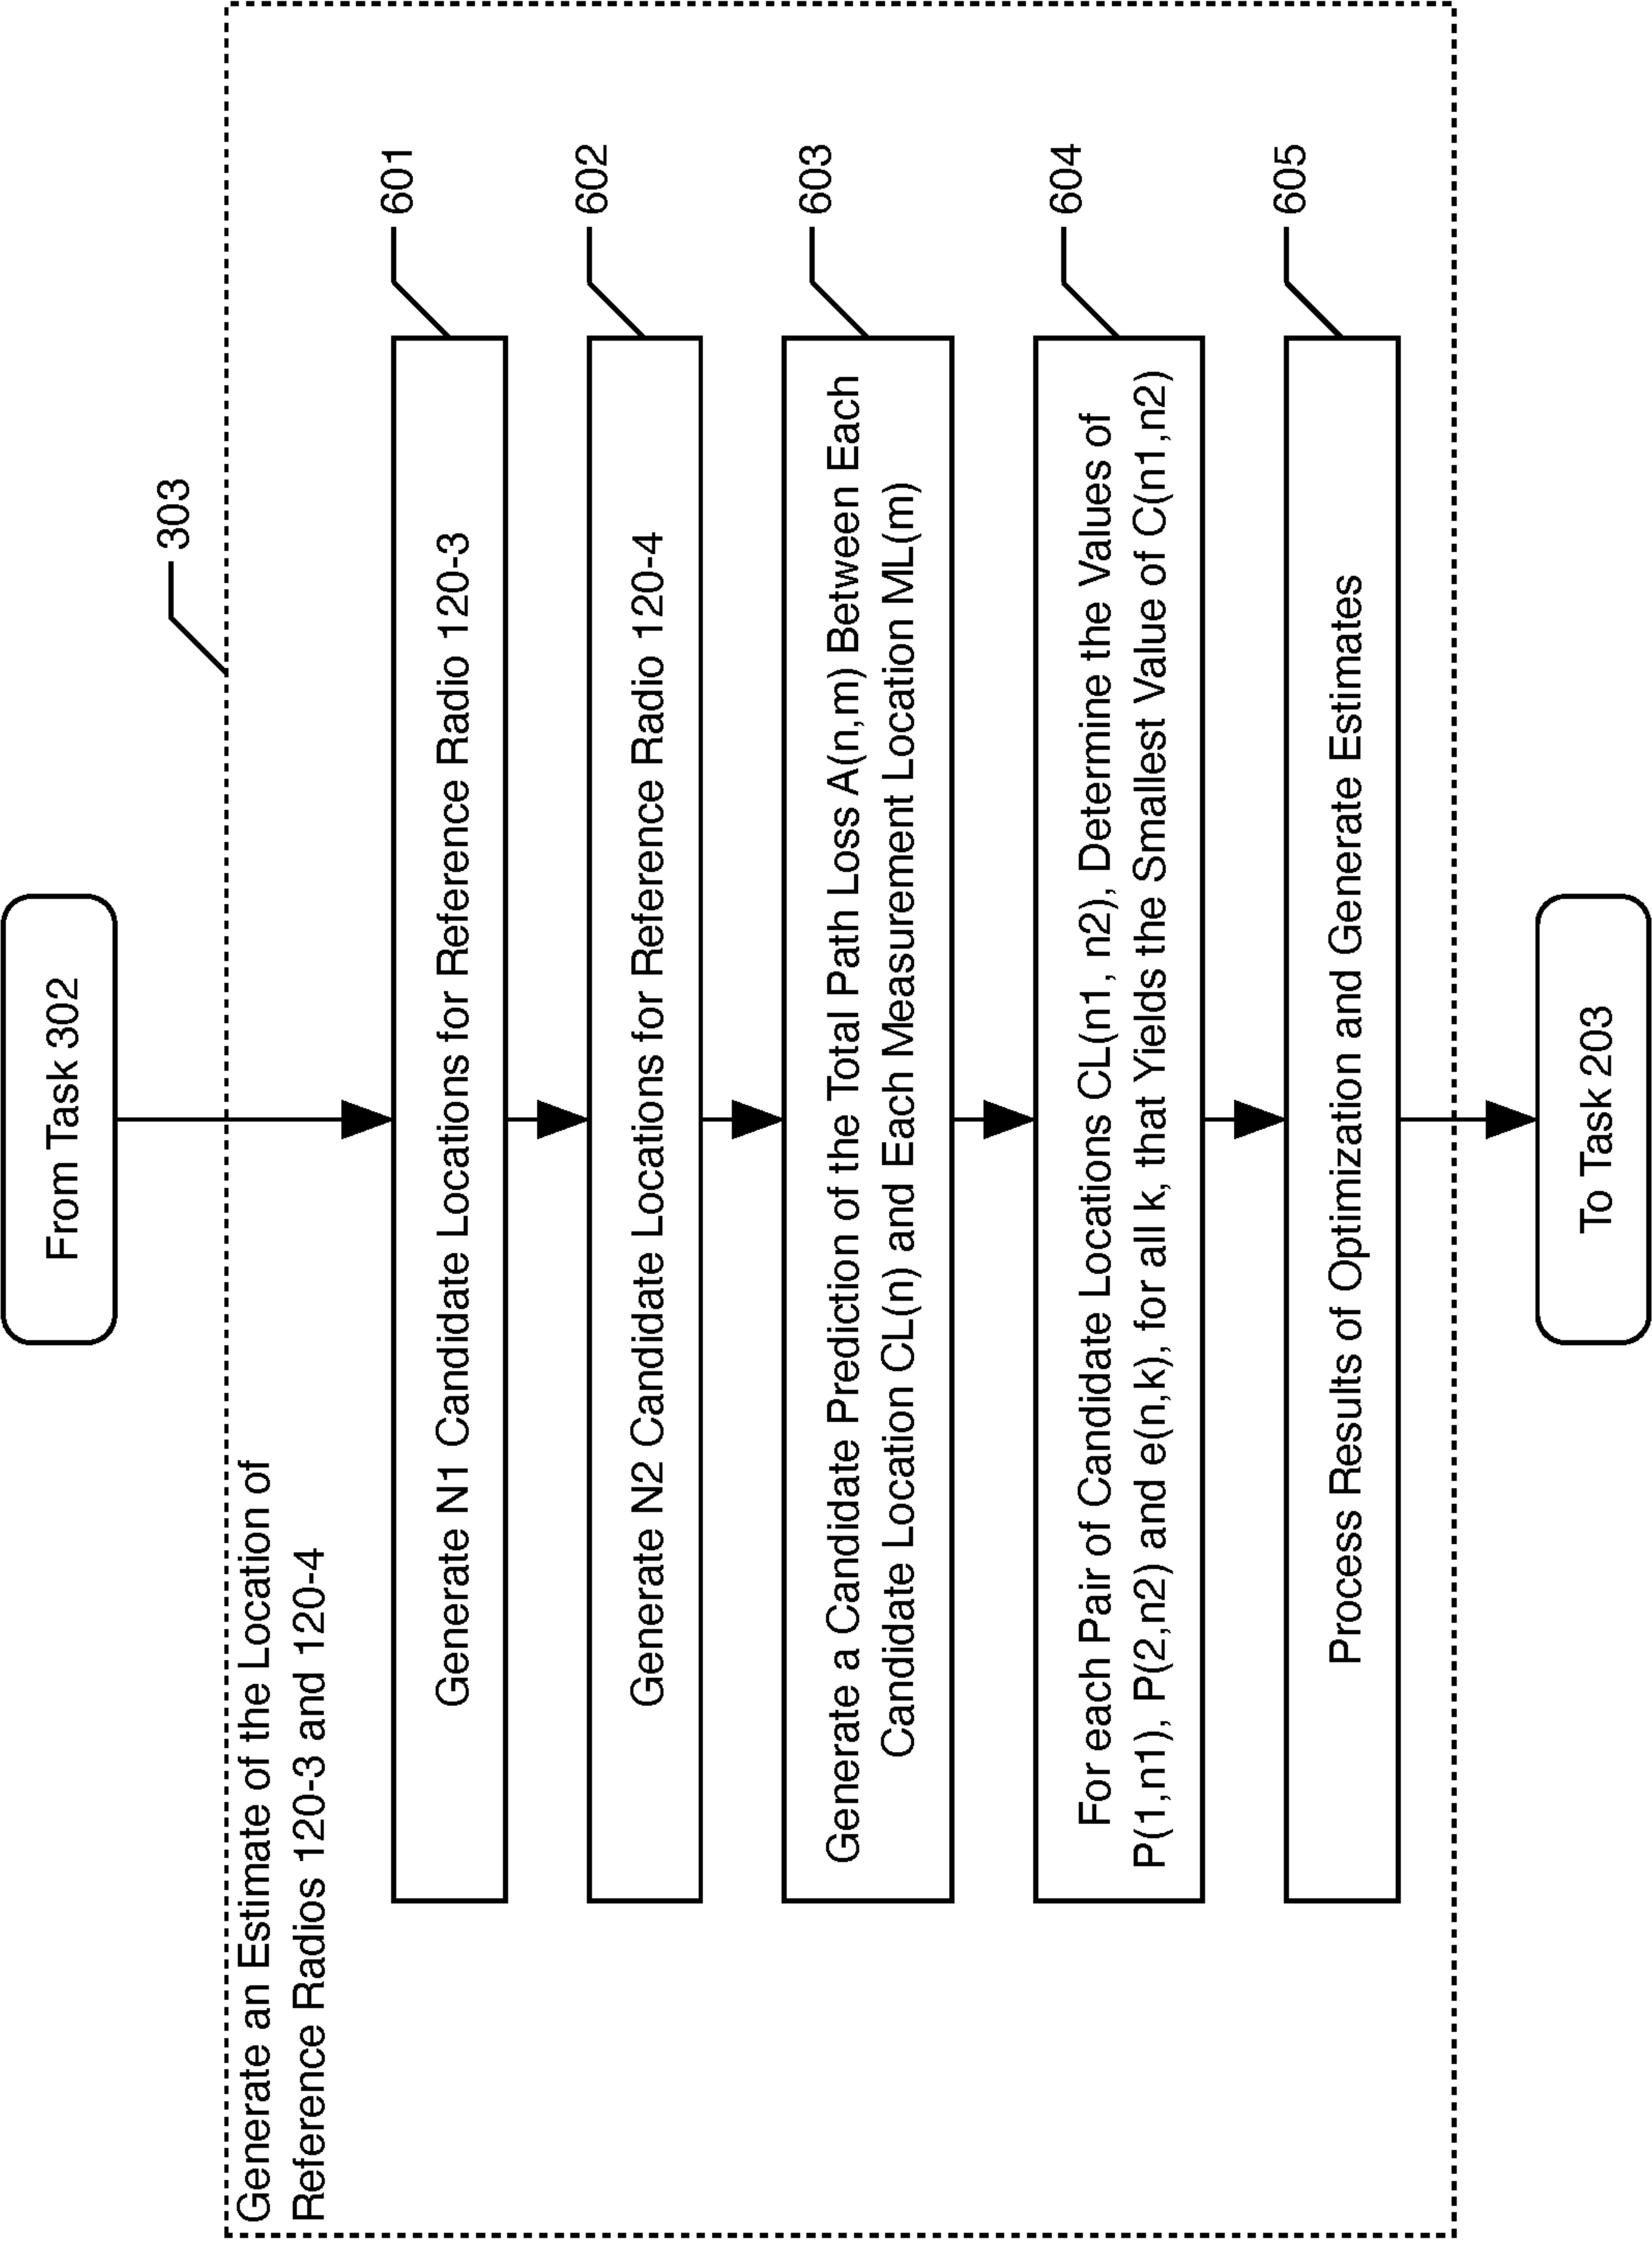 From Task 302
303
Generate an Estimate of the Location of
Reference Radios 120-3 and 120-4
601
Generate N1 Candidate Locations for Reference Radio 120-3
602
Generate N2 Candidate Locations for Reference Radio 120-4
603
Generate a Candidate Prediction of the Total Path Loss A(n,m) Between Each
Candidate Location CL(n) and Each Measurement Location ML(m)
604
For each Pair of Candidate Locations CL(n1, n2), Determine the Values of
P(1,n1), P(2,n2) and e(n,k), for all k, that Yields the Smallest Value of C(n1,n2)
605
Process Results of Optimization and Generate Estimates
To Task 203